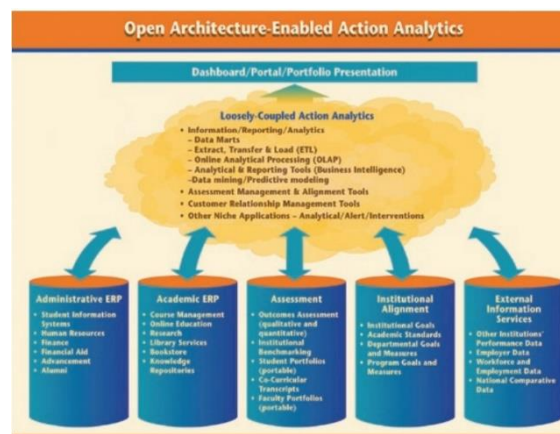 Open Architecture-Enabled Action Analytics
Dashboard/Portal/Portfolio Presentation
Loosely-Coupled Action Analytics
• Information/Reporting/Analytics
– Data Marts
– Extract, Transfer & Load (ETL)
– Online Analytical Processing (OLAP)
– Analytical & Reporting Tools (Business Intelligence)
–Data mining/Predictive modeling
• Assessment Management & Alignment Tools
• Customer Relationship Management Tools
• Other Niche Applications – Analytical/Alert/Interventions
Administrative ERP
• Student Information
Systems
• Human Resources
• Finance
• Financial Aid
• Advancement
• Alumni
Academic ERP
• Course Management
• Online Education
• Research
• Library Services
• Bookstore
• Knowledge
Repositories
Assessment
• Outcomes Assessment
(qualitative and
quantitative)
• Institutional
Benchmarking
• Student Portfolios
(portable)
• Co-Curricular
Transcripts
• Faculty Portfolios
(portable)
Institutional
Alignment
• Institutional Goals
• Academic Standards
• Departmental Goals
and Measures
• Program Goals and
Measures
External
Information
Services
• Other Institutions'
Performance Data
• Employer Data
• Workforce and
Employment Data
• National Comparative
Data